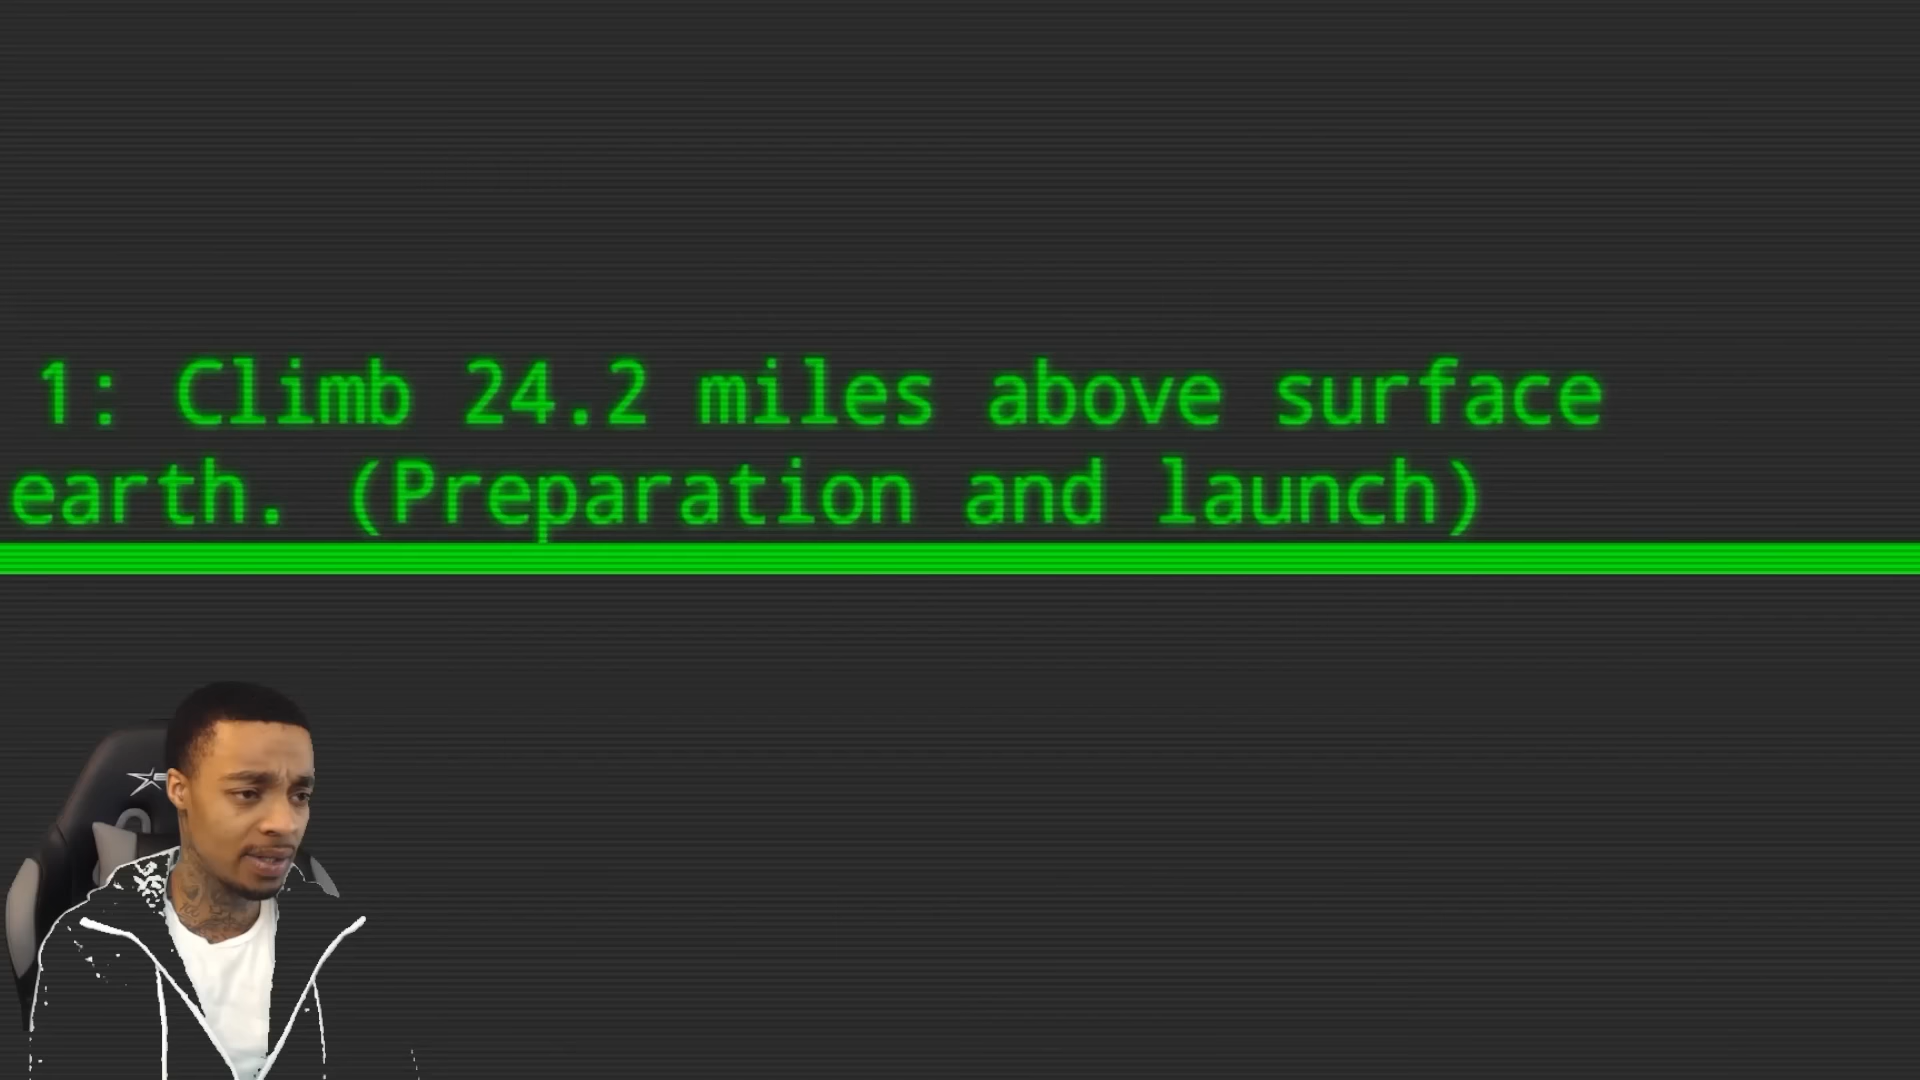 1: Climb 24.2 miles above surface
earth. (Preparation and launch)